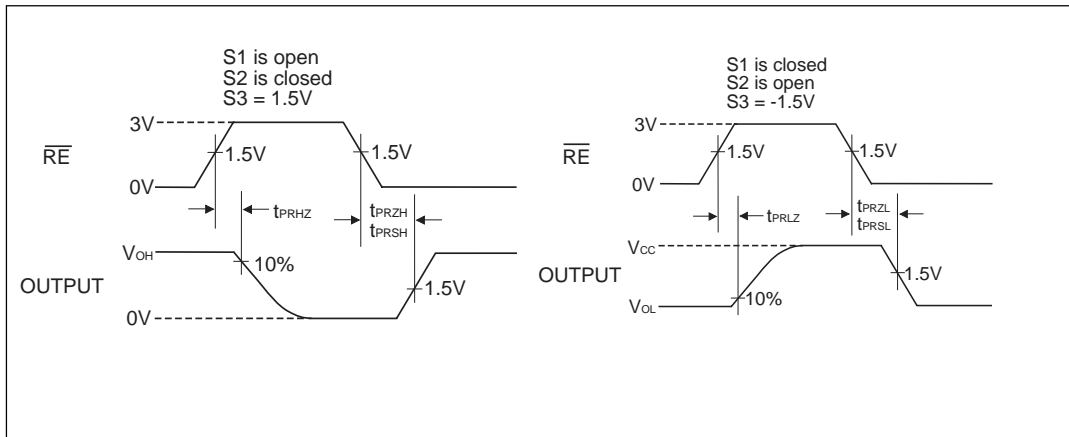 S1 is open
S2 is closed
S3 = 1.5V
3V
RE
1.5V
1.5V
0V
tPRHZ
tPRZH
tPRSH
VOH
10%
OUTPUT
1.5V
0V
S1 is closed
S2 is open
S3 = -1.5V
3V
RE
1.5V
1.5V
0V
tPRLZ
tPRZL
tPRSL
VCC
OUTPUT
1.5V
10%
VOL